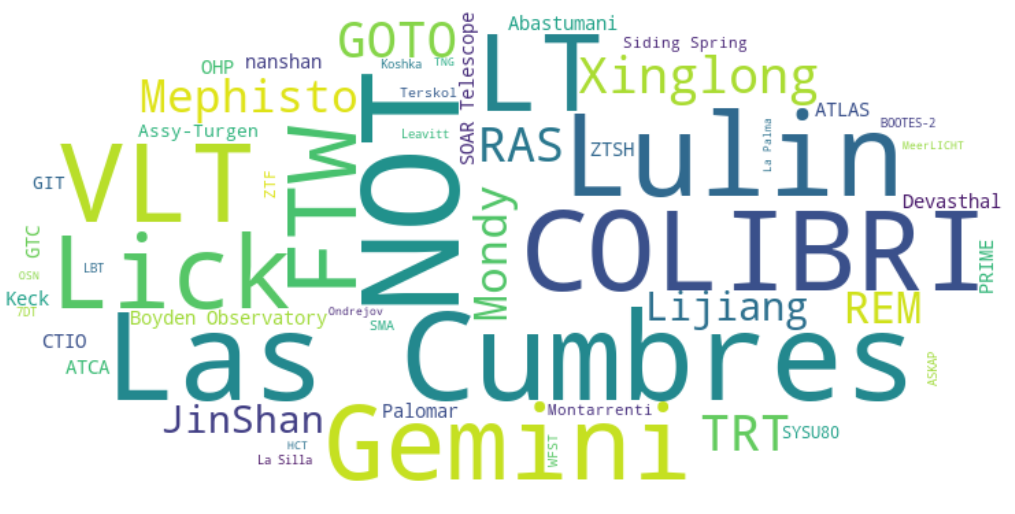 GOTO
Abastumani
LT
Siding Spring
OHP
nanshan
Koshka
TNG
SOAR Telescope
Xinglong
Mephisto
Terskol
NOT
ATLAS
Assy-Turgen
FTW
Leavitt
RAS
ZTSH
Lulin
La Palma
BOOTES-2
MeerLICHT
VLT
GIT
ZTF
Devasthal
Mondy
COLIBRI
GTC
Lick
LBT
PRIME
OSN
Keck
7DT
Boyden Observatory
Ondrejov
SMA
Lijiang
REM
CTIO
ATCA
Las Cumbres
ASKAP
JinShan
Palomar
Montarrenti
Gemini
WFST
TRT
SYSU80
HCT
La Silla